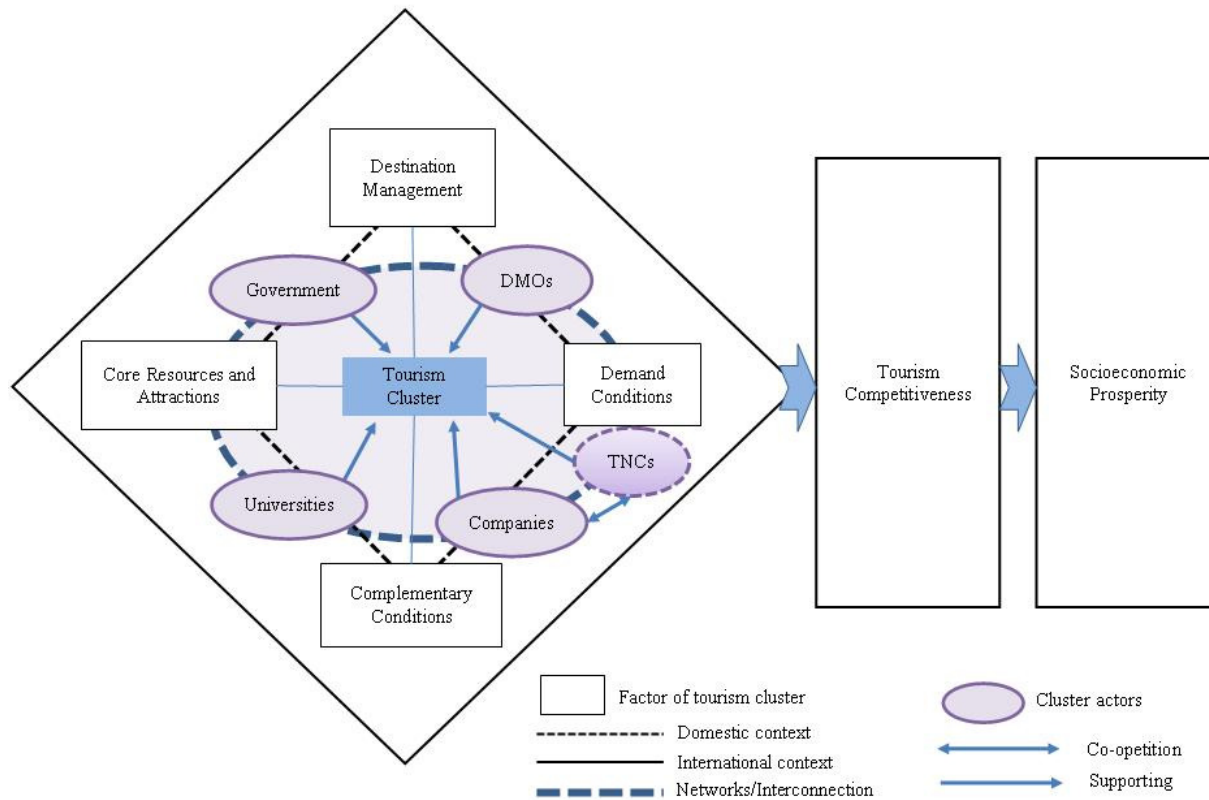 Destination
Management
Government
DMOs
Core Resources and
Attractions
Tourism
Cluster
Demand
Conditions
TNCs
Universities
Companies
Complementary
Conditions
Tourism
Competitiveness
Socioeconomic
Prosperity
Factor of tourism cluster
Domestic context
International context
Networks/Interconnection
Cluster actors
Co-opetition
Supporting